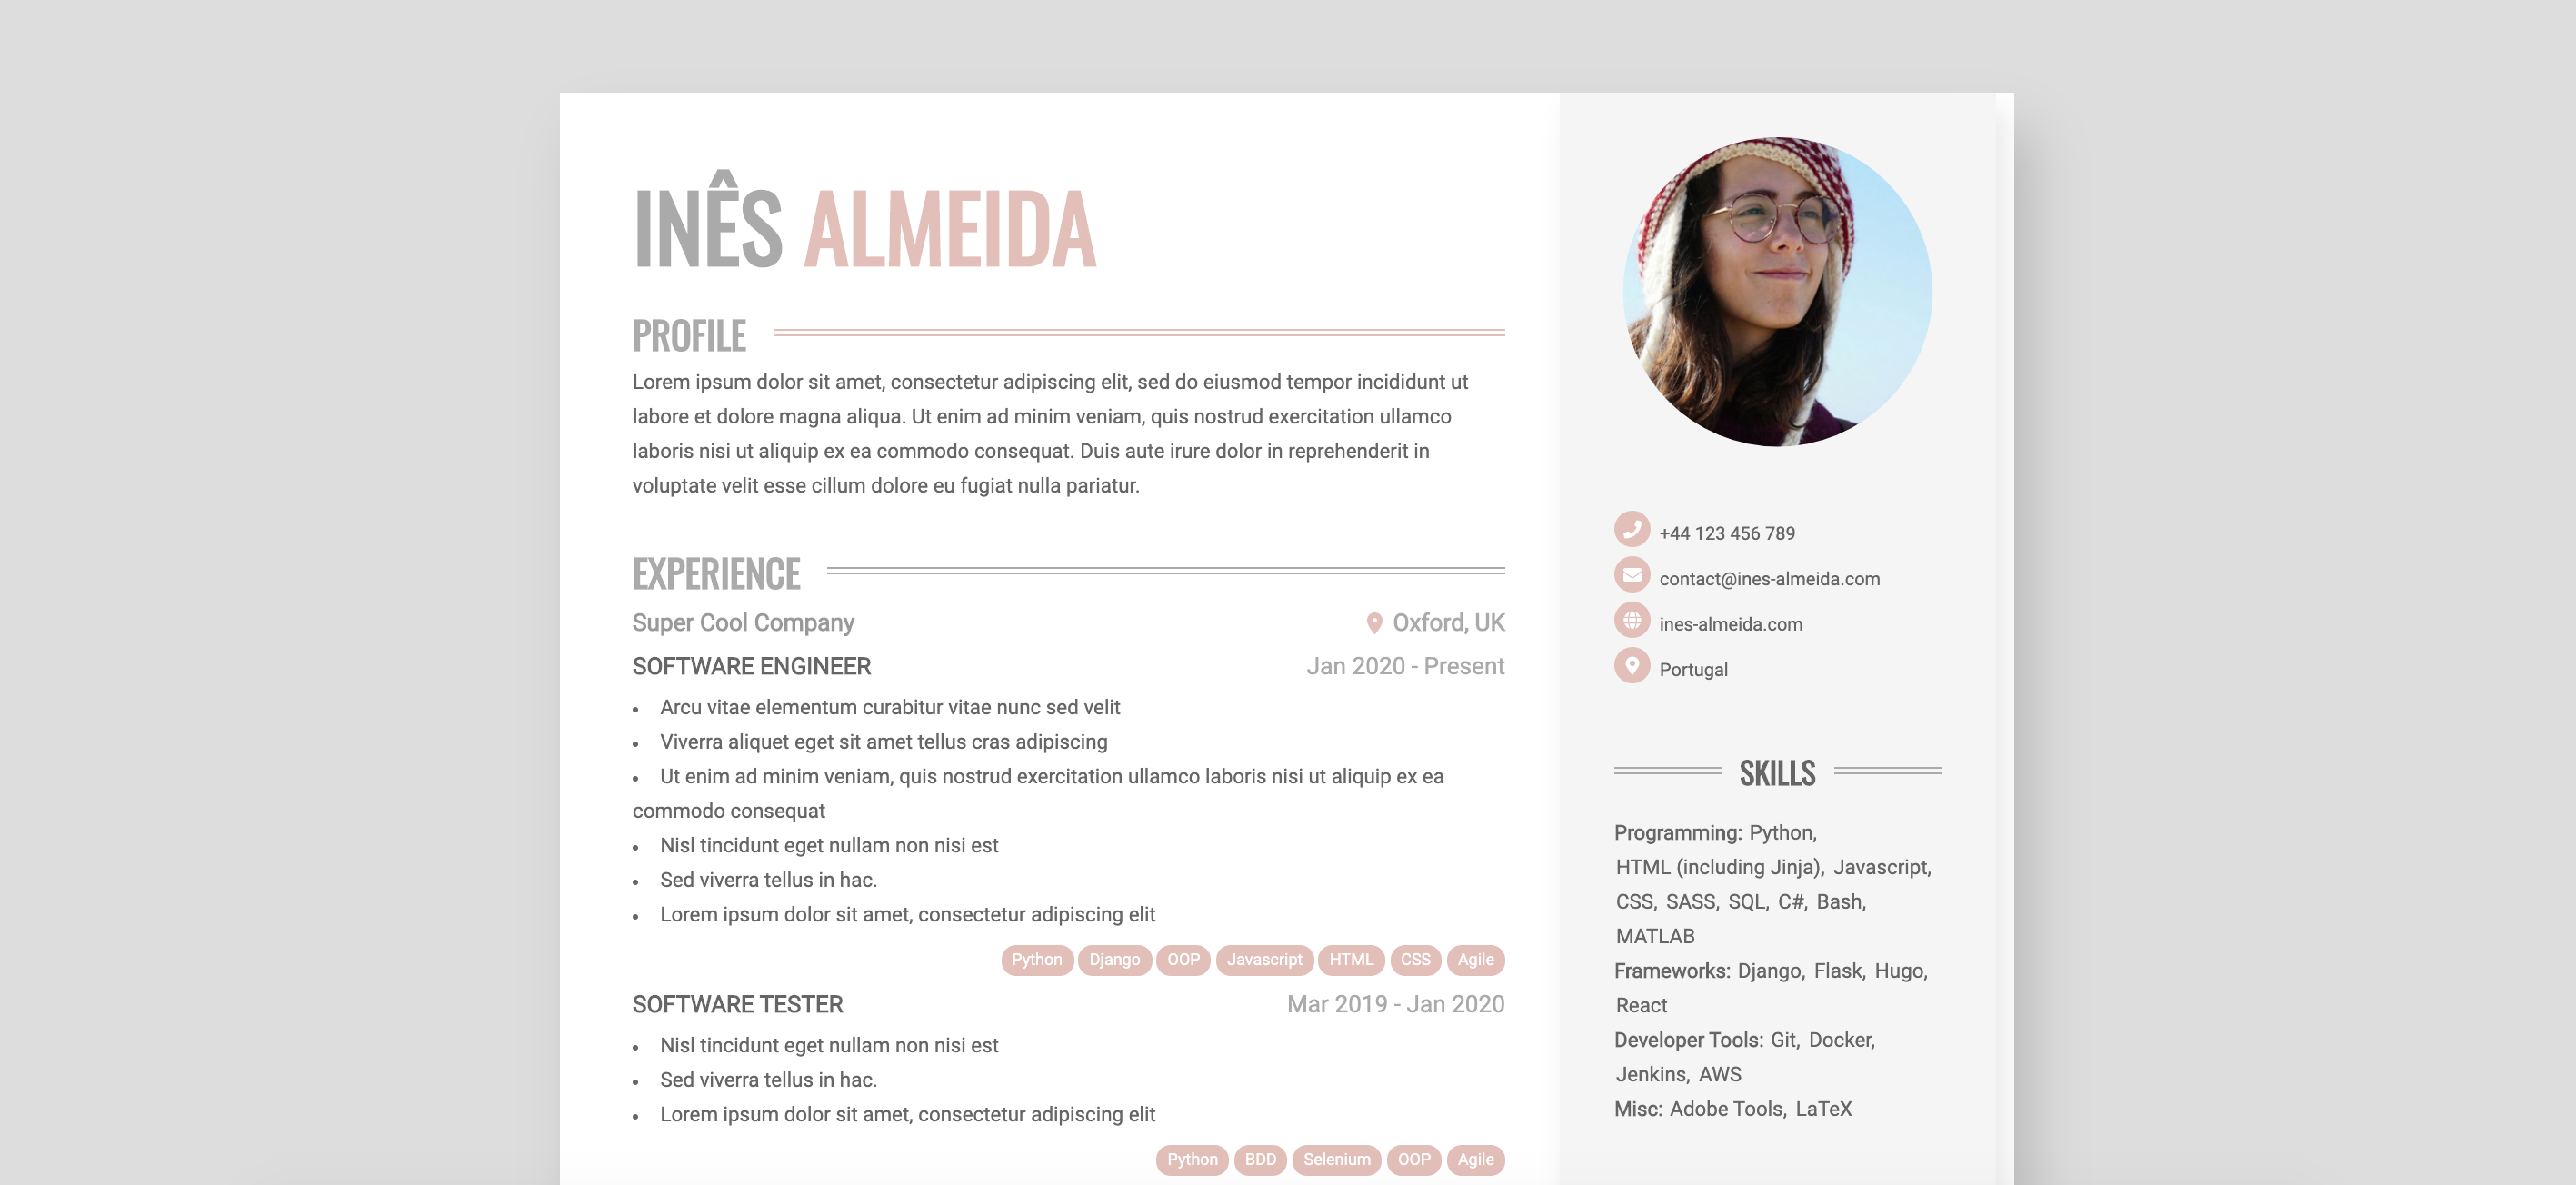 INÊS ALMEIDA
PROFILE
Lorem ipsum dolor sit amet, consectetur adipiscing elit, sed do eiusmod tempor incididunt ut
labore et dolore magna aliqua. Ut enim ad minim veniam, quis nostrud exercitation ullamco
laboris nisi ut aliquip ex ea commodo consequat. Duis aute irure dolor in reprehenderit in
voluptate velit esse cillum dolore eu fugiat nulla pariatur.
EXPERIENCE
Super Cool Company Oxford, UK
SOFTWARE ENGINEER Jan 2020 - Present
• Arcu vitae elementum curabitur vitae nunc sed velit
• Viverra aliquet eget sit amet tellus cras adipiscing
• Ut enim ad minim veniam, quis nostrud exercitation ullamco laboris nisi ut aliquip ex ea
commodo consequat
• Nisl tincidunt eget nullam non nisi est
• Sed viverra tellus in hac.
• Lorem ipsum dolor sit amet, consectetur adipiscing elit
Python Django OOP Javascript HTML CSS Agile
SOFTWARE TESTER Mar 2019 - Jan 2020
• Nisl tincidunt eget nullam non nisi est
• Sed viverra tellus in hac.
• Lorem ipsum dolor sit amet, consectetur adipiscing elit
Python BDD Selenium OOP Agile
+44 123 456 789
contact@ines-almeida.com
ines-almeida.com
Portugal
SKILLS
Programming: Python,
HTML (including Jinja), Javascript,
CSS, SASS, SQL, C#, Bash,
MATLAB
Frameworks: Django, Flask, Hugo,
React
Developer Tools: Git, Docker,
Jenkins, AWS
Misc: Adobe Tools, LaTeX